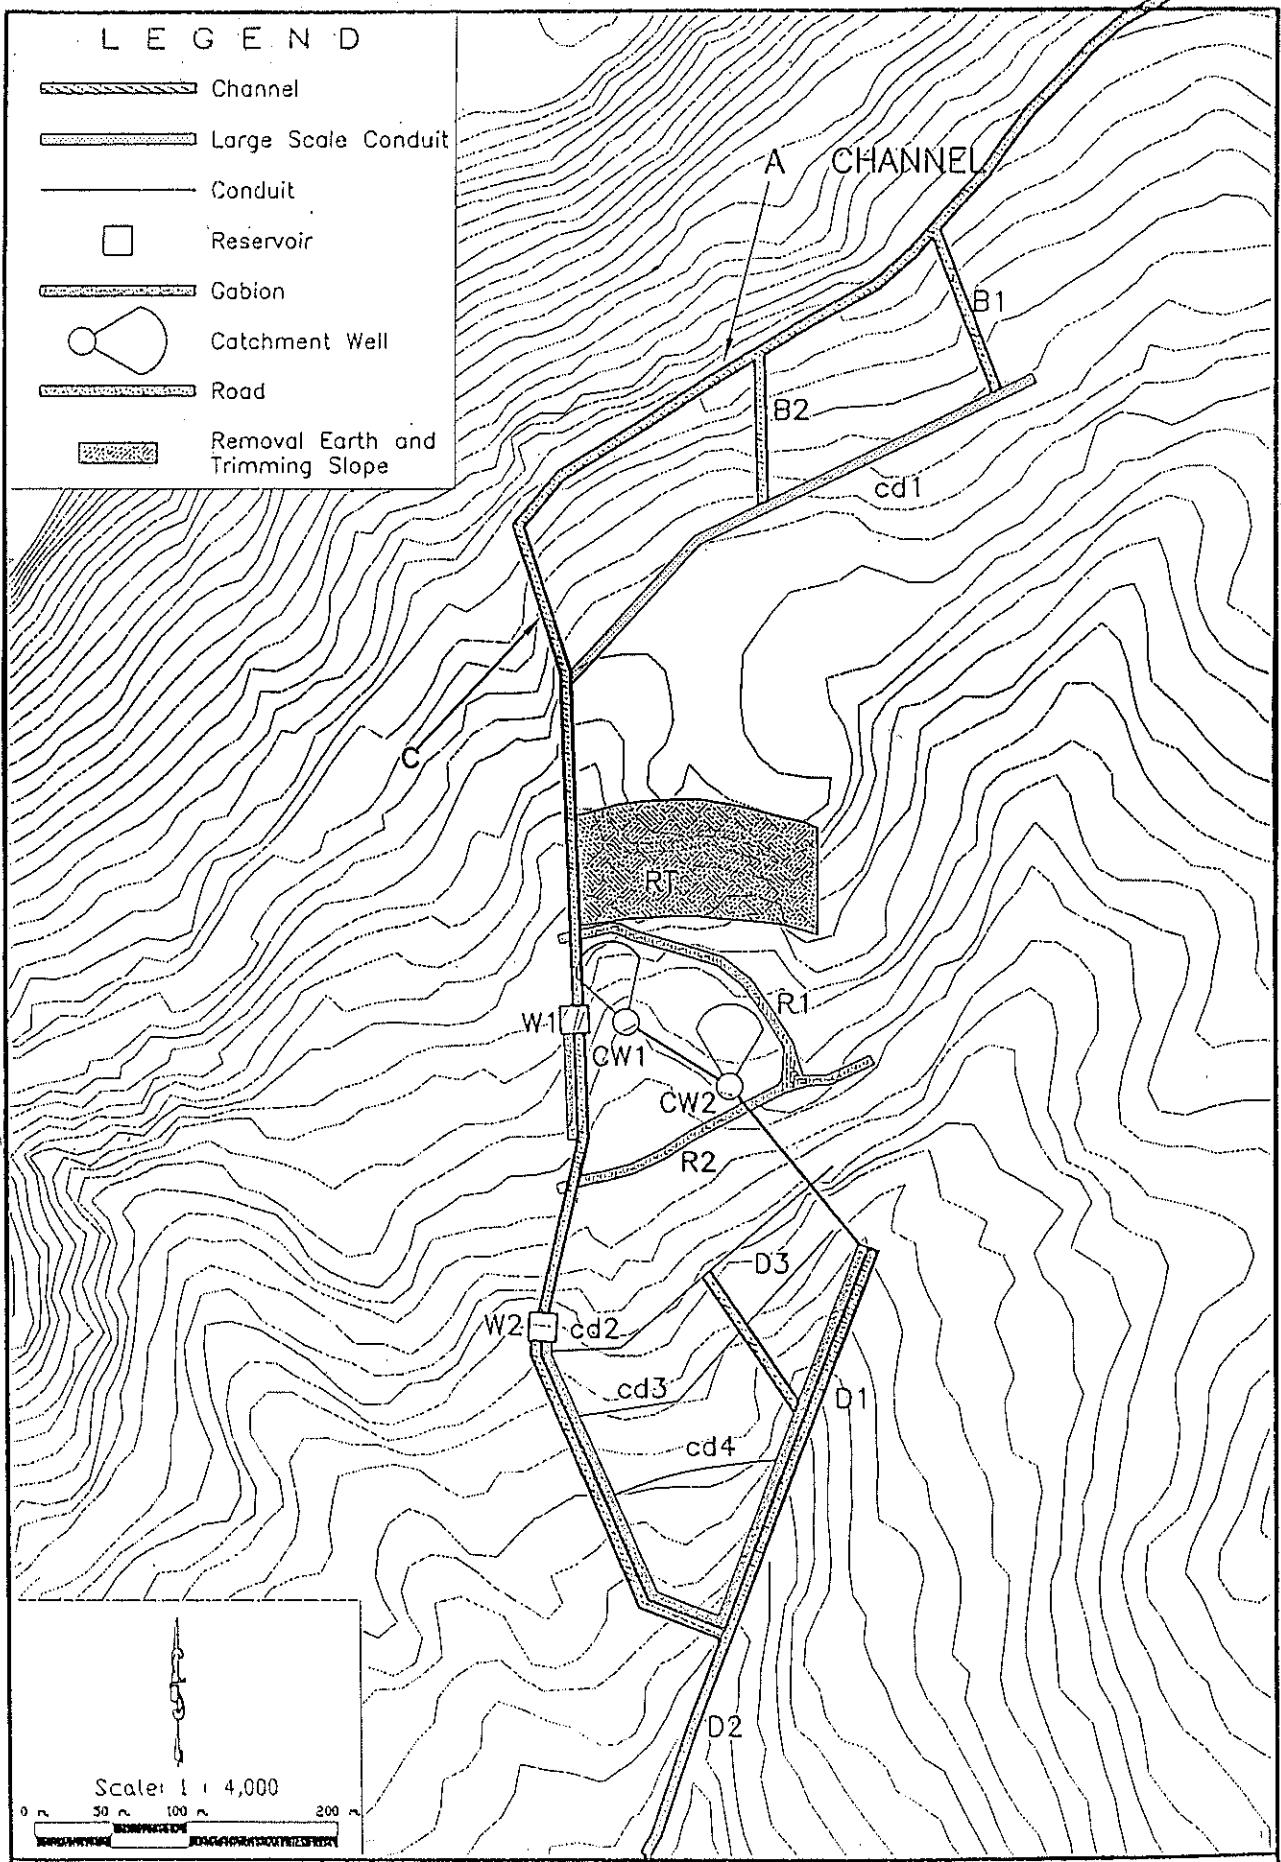 LEGEND
Channel
Large Scale Conduit
Conduit
Reservoir
Gabion
Catchment Well
Road
Removal Earth and
Trimming Slope
A CHANNEL
B1
B2
cd1
C
RT
R1
W1
CW1
CW2
R2
D3
W2 cd2
cd3
D1
cd4
D2
Scale: 1 : 4,000
0 m 50 m 100 m 200 m